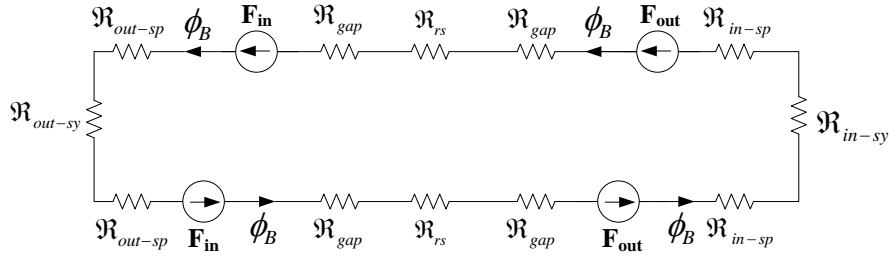 ℜout−sp ϕB Fin ℜgap ℜrs ℜgap ϕB Fout ℜin−sp
ℜout−sy ℜin−sy
ℜout−sp Fin ϕB ℜgap ℜrs ℜgap Fout ϕB ℜin−sp